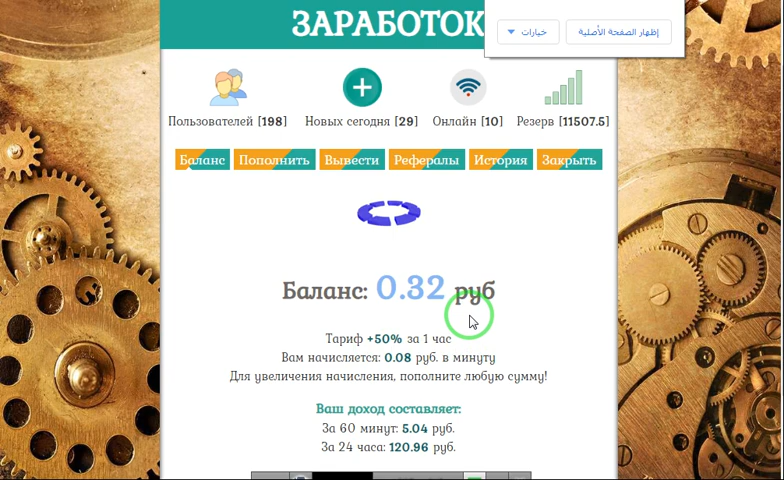 ЗАРАБОТОК
إظهار الصفحة الأصلية
خيارات
Пользователей [198]
Новых сегодня [29]
Онлайн [10]
Резерв [11507.5]
Баланс
Пополнить
Вывести
Рефералы
История
Закрыть
Баланс: 0.32 руб
Тариф +50% за 1 час
Вам начисляется: 0.08 руб. в минуту
Для увеличения начисления, пополните любую сумму!
Ваш доход составляет:
За 60 минут: 5.04 руб.
За 24 часа: 120.96 руб.